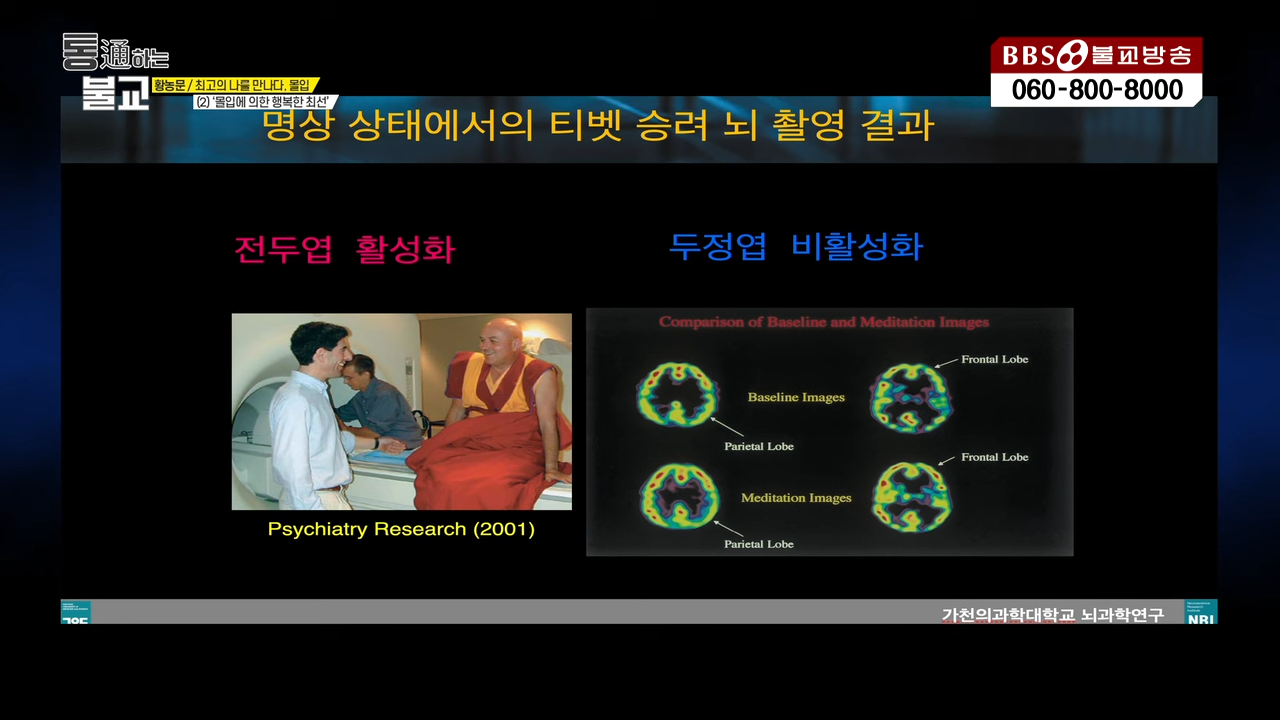 통通하는
불교
황농문 / 최고의 나를 만나다, 몰입
(2) '몰입에 의한 행복한 최선'
BBS 불교방송
060-800-8000
명상 상태에서의 티벳 승려 뇌 촬영 결과
전두엽 활성화
두정엽 비활성화
Comparison of Baseline and Meditation Images
Frontal Lobe
Baseline Images
Parietal Lobe
Frontal Lobe
Meditation Images
Parietal Lobe
Psychiatry Research (2001)
가천의과학대학교 뇌과학연구
Neuroscience
Research
Institute
NRI